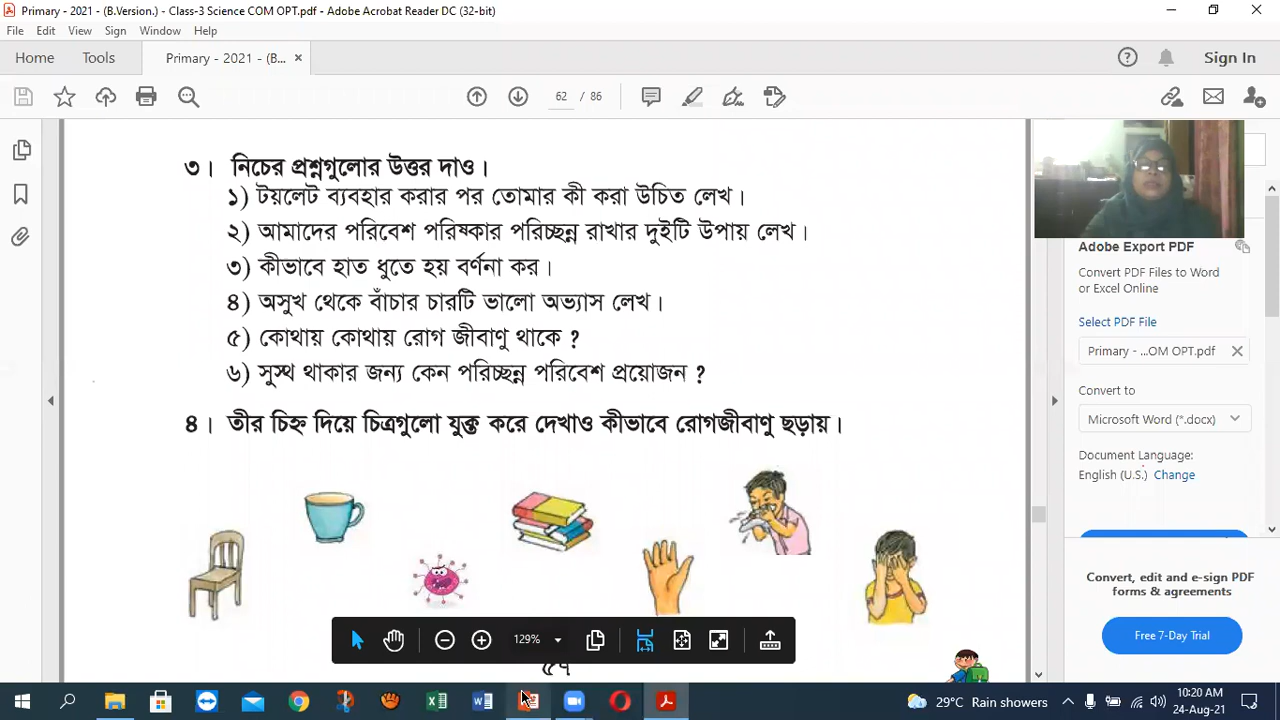 Primary - 2021 - (B.Version.) - Class-3 Science COM OPT.pdf - Adobe Acrobat Reader DC (32-bit)
File Edit View Sign Window Help
Home Tools Primary - 2021 - (B... × Sign In
62 / 86
৩। নিচের প্রশ্নগুলোর উত্তর দাও।
১) টয়লেট ব্যবহার করার পর তোমার কী করা উচিত লেখ।
২) আমাদের পরিবেশ পরিষ্কার পরিচ্ছন্ন রাখার দুইটি উপায় লেখ।
৩) কীভাবে হাত ধুতে হয় বর্ণনা কর।
৪) অসুখ থেকে বাঁচার চারটি ভালো অভ্যাস লেখ।
৫) কোথায় কোথায় রোগ জীবাণু থাকে ?
৬) সুস্থ থাকার জন্য কেন পরিচ্ছন্ন পরিবেশ প্রয়োজন ?
৪। তীর চিহ্ন দিয়ে চিত্রগুলো যুক্ত করে দেখাও কীভাবে রোগজীবাণু ছড়ায়।
129%
৫৭
Adobe Export PDF
Convert PDF Files to Word
or Excel Online
Select PDF File
Primary - ...OM OPT.pdf
Convert to
Microsoft Word (*.docx)
Document Language:
English (U.S.) Change
Convert, edit and e-sign PDF
forms & agreements
Free 7-Day Trial
29°C Rain showers
10:20 AM
24-Aug-21